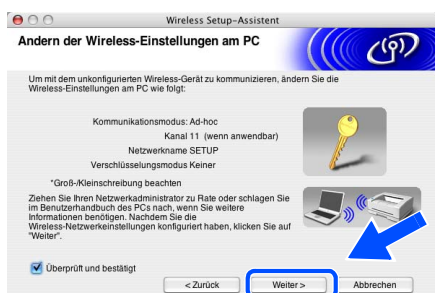 Wireless Setup-Assistent
Ändern der Wireless-Einstellungen am PC
Um mit dem unkonfigurierten Wireless-Gerät zu kommunizieren, ändern Sie die
Wireless-Einstellungen am PC wie folgt:
Kommunikationsmodus: Ad-hoc
Kanal 11 (wenn anwendbar)
Netzwerkname SETUP
Verschlüsselungsmodus Keiner
*Groß-/Kleinschreibung beachten
Ziehen Sie Ihren Netzwerkadministrator zu Rate oder schlagen Sie
im Benutzerhandbuch des PCs nach, wenn Sie weitere
Informationen benötigen. Nachdem Sie die
Wireless-Netzwerkeinstellungen konfiguriert haben, klicken Sie auf
"Weiter".
Überprüft und bestätigt
< Zurück
Weiter >
Abbrechen